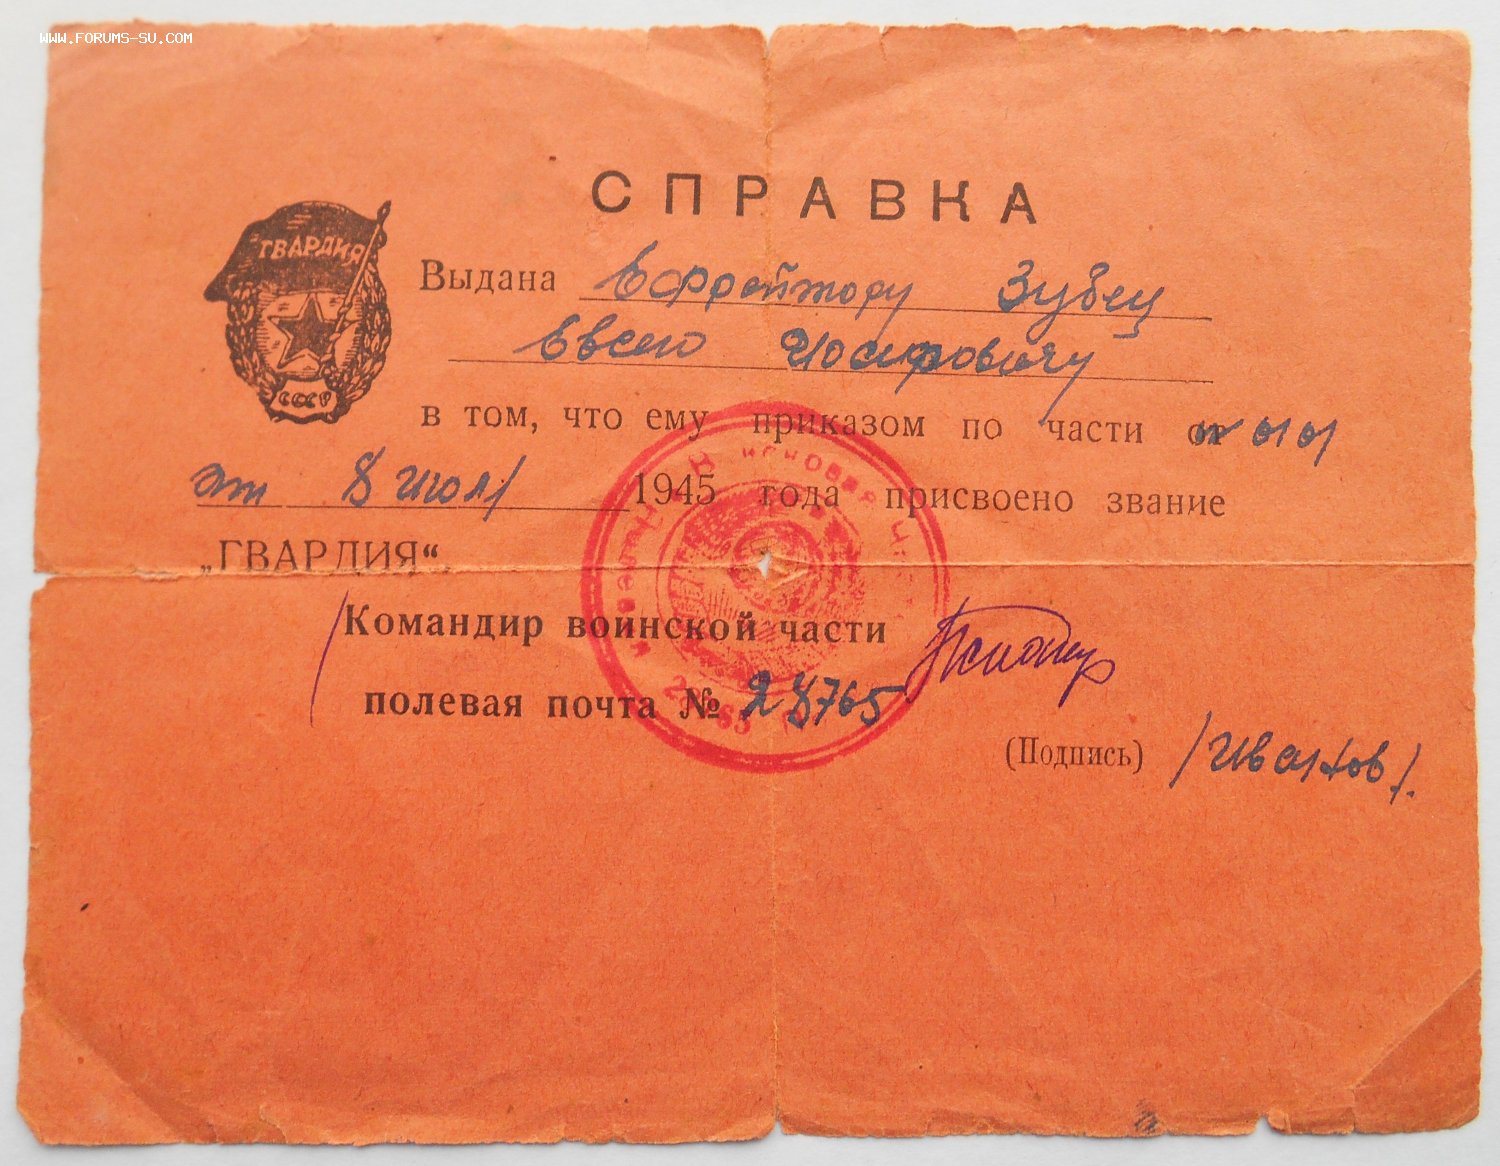 WWW.FORUMS-SU.COM
СПРАВКА
ГВАРДИЯ
СССР
Выдана Ефрейтору Зубец
Евсею Иосифовичу
в том, что ему приказом по части
от 8 июля 1945 года присвоено звание
„ГВАРДИЯ“.
Командир воинской части
полевая почта № 28765
(Подпись) /Иванов/.